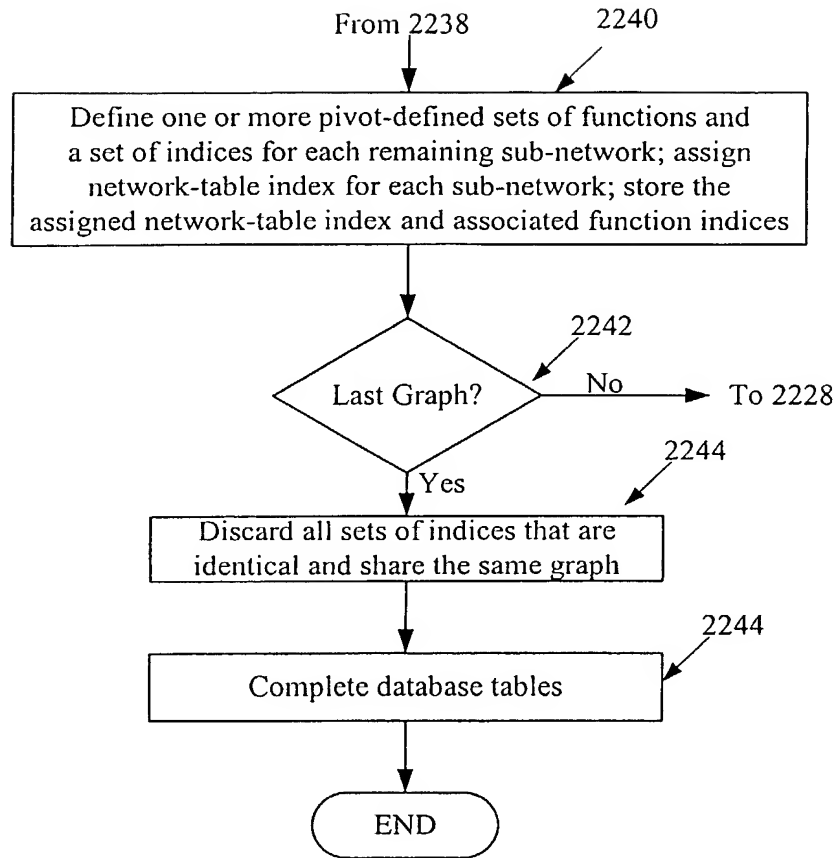 From 2238
2240
Define one or more pivot-defined sets of functions and
a set of indices for each remaining sub-network; assign
network-table index for each sub-network; store the
assigned network-table index and associated function indices
2242
Last Graph?
No
To 2228
Yes
2244
Discard all sets of indices that are
identical and share the same graph
2244
Complete database tables
END